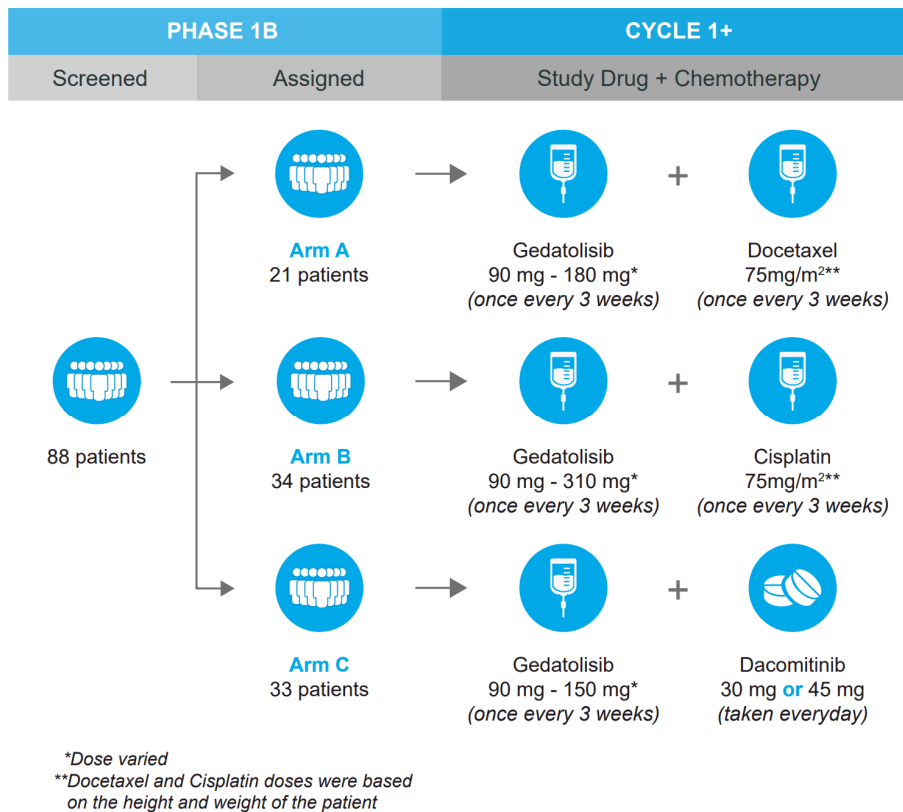 PHASE 1B
CYCLE 1+
Screened
Assigned
Study Drug + Chemotherapy
Arm A
21 patients
+
Gedatolisib
90 mg - 180 mg*
(once every 3 weeks)
Docetaxel
75mg/m²**
(once every 3 weeks)
88 patients
Arm B
34 patients
+
Gedatolisib
90 mg - 310 mg*
(once every 3 weeks)
Cisplatin
75mg/m²**
(once every 3 weeks)
Arm C
33 patients
+
Gedatolisib
90 mg - 150 mg*
(once every 3 weeks)
Dacomitinib
30 mg or 45 mg
(taken everyday)
*Dose varied
**Docetaxel and Cisplatin doses were based
on the height and weight of the patient